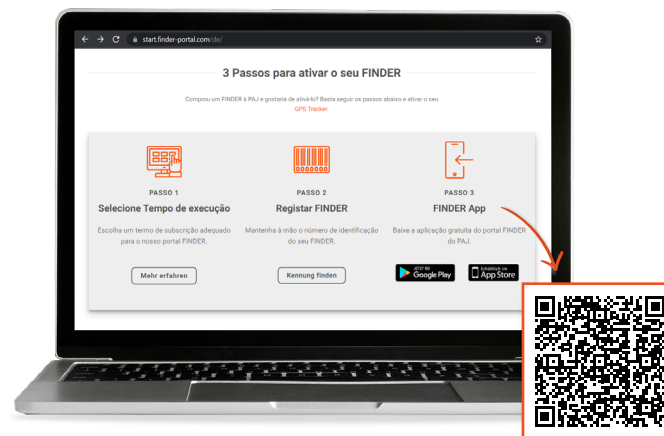 start.finder-portal.com/de/
3 Passos para ativar o seu FINDER
Comprou um FINDER à PAJ e gostaria de ativá-lo? Basta seguir os passos abaixo e ativar o seu
GPS Tracker.
PASSO 1
Selecione Tempo de execução
Escolha um termo de subscrição adequado
para o nosso portal FINDER.
Mehr erfahren
PASSO 2
Registar FINDER
Mantenha à mão o número de identificação
do seu FINDER.
Kennung finden
PASSO 3
FINDER App
Baixe a aplicação gratuita do portal FINDER
do PAJ.
JETZT BEI
Google Play
Erhältlich im
App Store